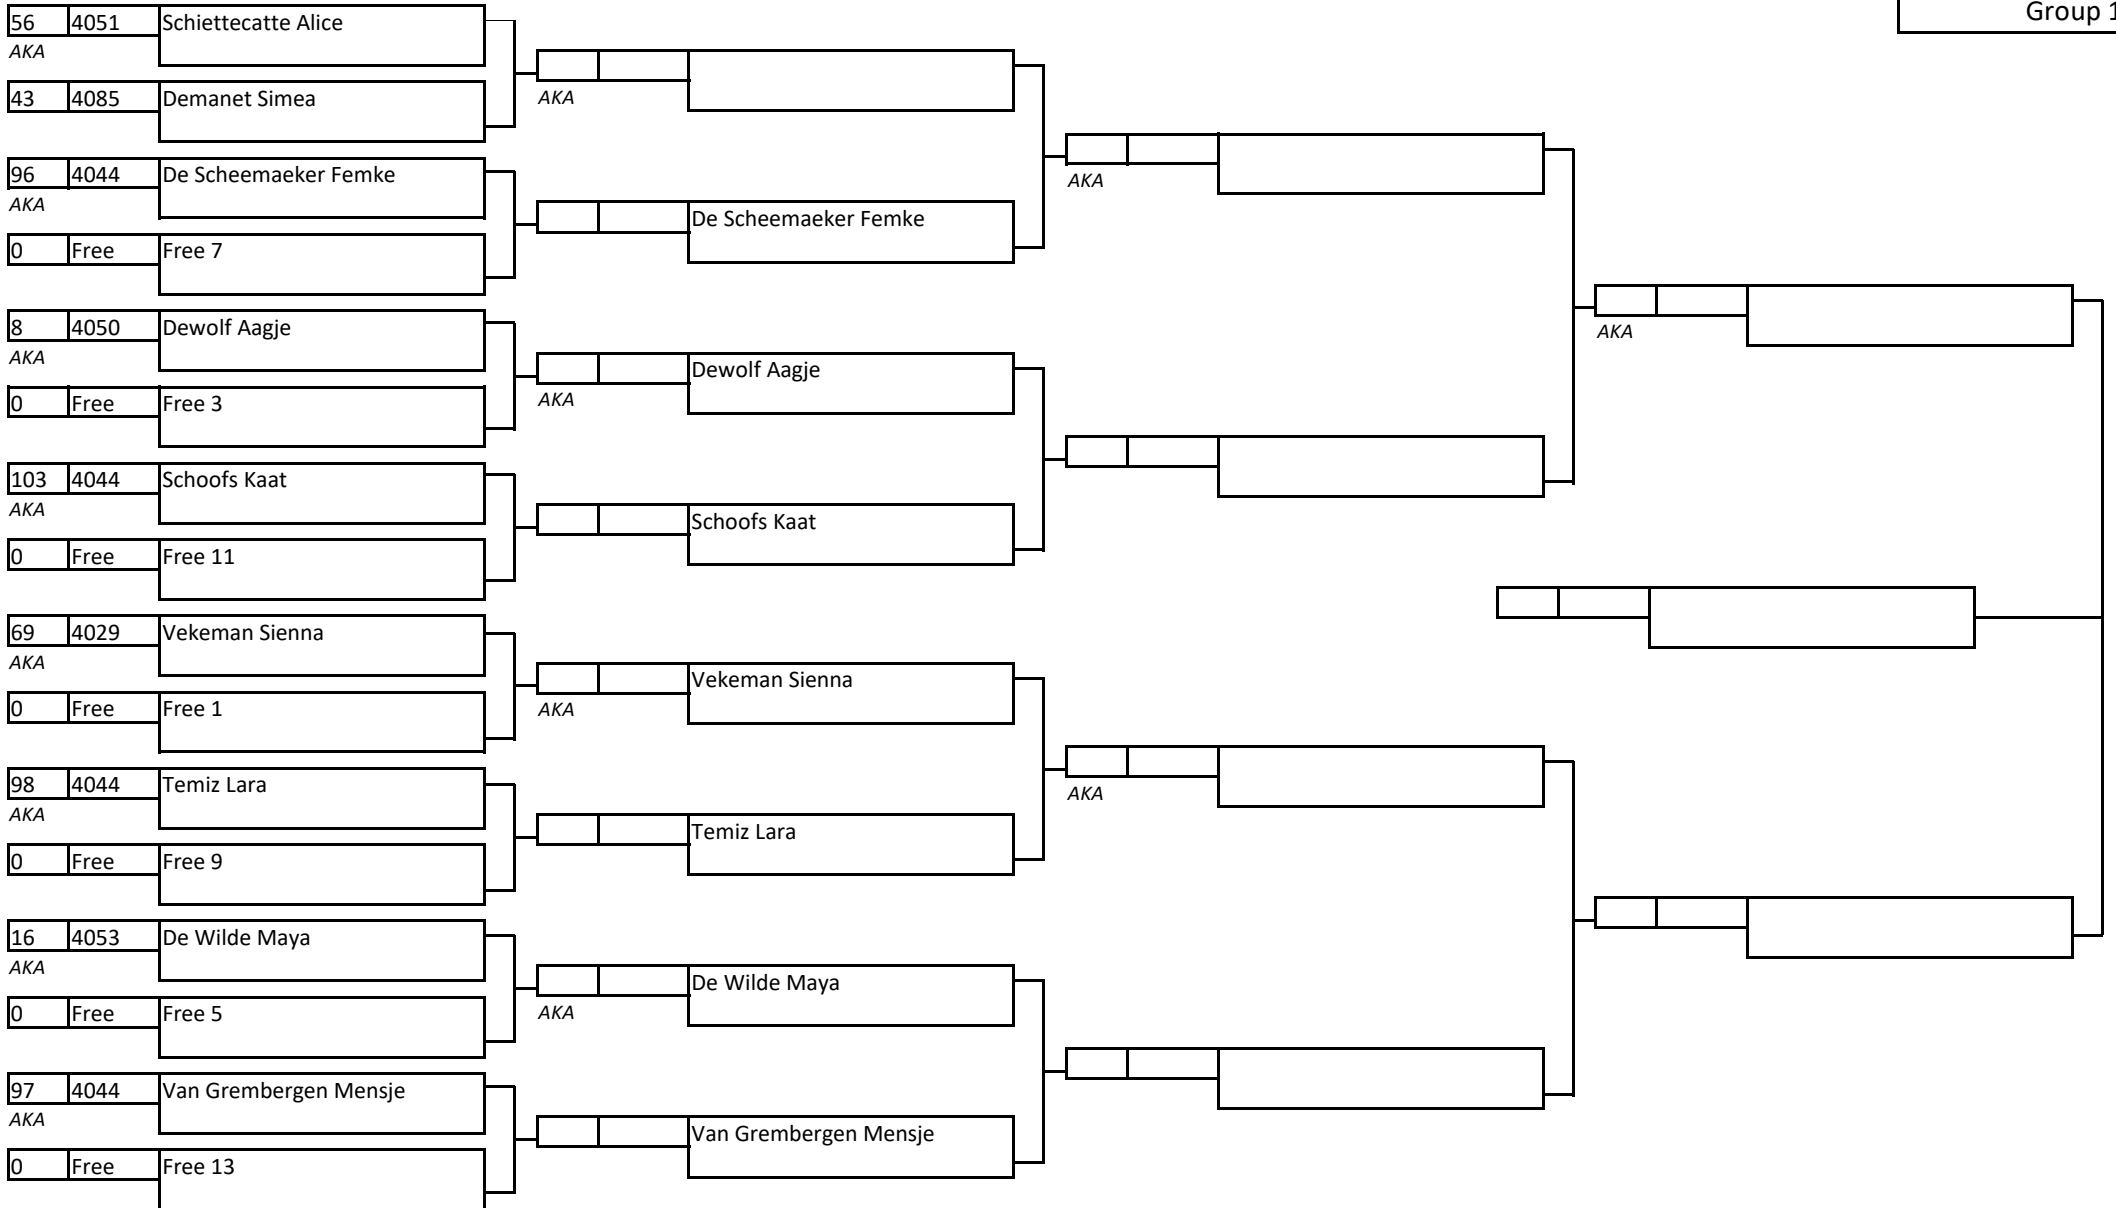 Group 1
56 4051 Schiettecatte Alice
AKA
43 4085 Demanet Simea
AKA
96 4044 De Scheemaeker Femke
AKA
AKA
De Scheemaeker Femke
0 Free Free 7
8 4050 Dewolf Aagje
AKA
AKA
Dewolf Aagje
AKA
0 Free Free 3
103 4044 Schoofs Kaat
AKA
Schoofs Kaat
0 Free Free 11
69 4029 Vekeman Sienna
AKA
Vekeman Sienna
0 Free Free 1
AKA
98 4044 Temiz Lara
AKA
AKA
Temiz Lara
0 Free Free 9
16 4053 De Wilde Maya
AKA
De Wilde Maya
0 Free Free 5
AKA
97 4044 Van Grembergen Mensje
AKA
Van Grembergen Mensje
0 Free Free 13